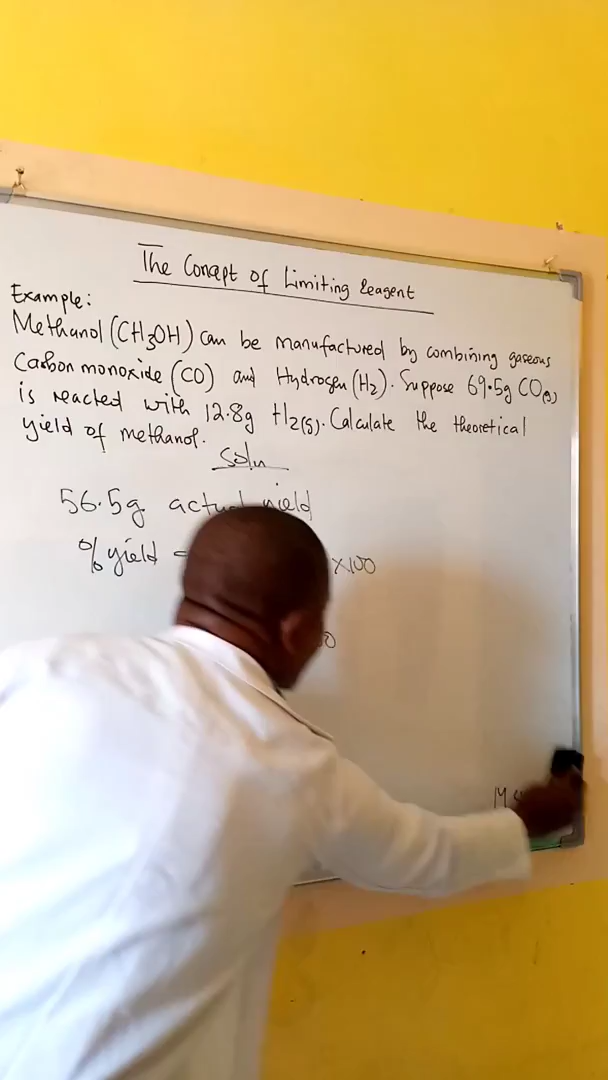 The Concept of Limiting Reagent
Example:
Methanol (CH3OH) can be manufactured by combining gaseous
Carbon monoxide (CO) and Hydrogen (H2). Suppose 69.5g CO(g)
is reacted with 12.8g H2(g). Calculate the theoretical
yield of methanol.
Soln
56.5g actual yield
% yield = x100